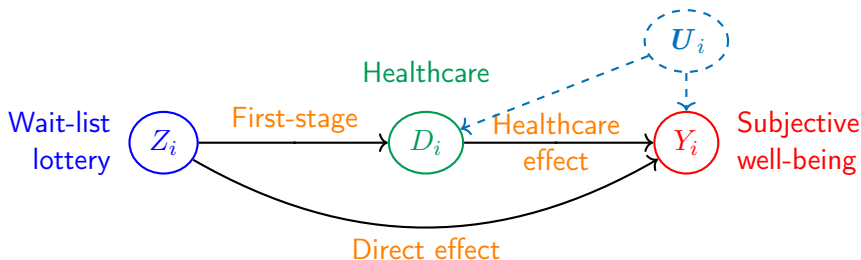 U_i
Healthcare
Wait-list
lottery
Z_i
First-stage
D_i
Healthcare
effect
Y_i
Subjective
well-being
Direct effect